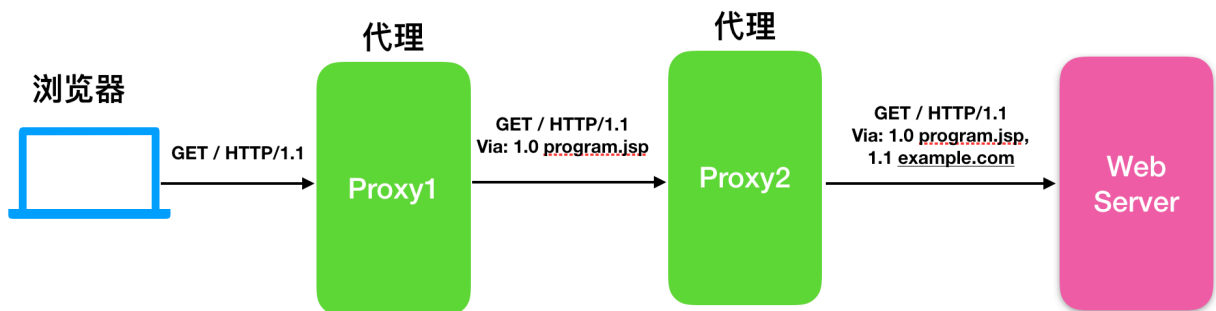 浏览器
GET / HTTP/1.1
代理
Proxy1
GET / HTTP/1.1
Via: 1.0 program.jsp
代理
Proxy2
GET / HTTP/1.1
Via: 1.0 program.jsp,
1.1 example.com
Web
Server